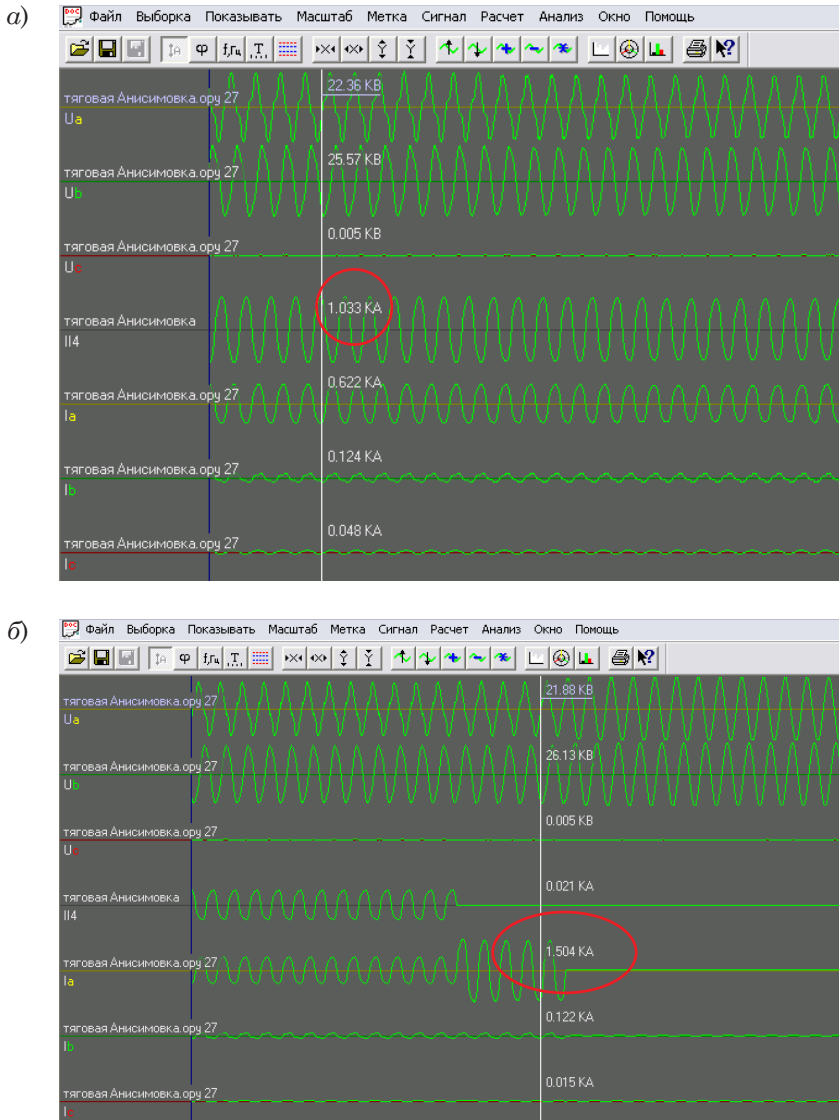 а)
Файл Выборка Показывать Масштаб Метка Сигнал Расчет Анализ Окно Помощь
IA φ f,Гц .Т.
тяговая Анисимовка.ору 27 22.36 КВ
Ua
тяговая Анисимовка.ору 27 25.57 КВ
Ub
тяговая Анисимовка.ору 27 0.005 КВ
Uc
тяговая Анисимовка 1.033 КА
II4
тяговая Анисимовка.ору 27 0.622 КА
Ia
тяговая Анисимовка.ору 27 0.124 КА
Ib
тяговая Анисимовка.ору 27 0.048 КА
Ic
б)
Файл Выборка Показывать Масштаб Метка Сигнал Расчет Анализ Окно Помощь
IA φ f,Гц .Т.
тяговая Анисимовка.ору 27 21.88 КВ
Ua
тяговая Анисимовка.ору 27 26.13 КВ
Ub
тяговая Анисимовка.ору 27 0.005 КВ
Uc
тяговая Анисимовка 0.021 КА
II4
тяговая Анисимовка.ору 27 1.504 КА
Ia
тяговая Анисимовка.ору 27 0.122 КА
Ib
тяговая Анисимовка.ору 27 0.015 КА
Ic